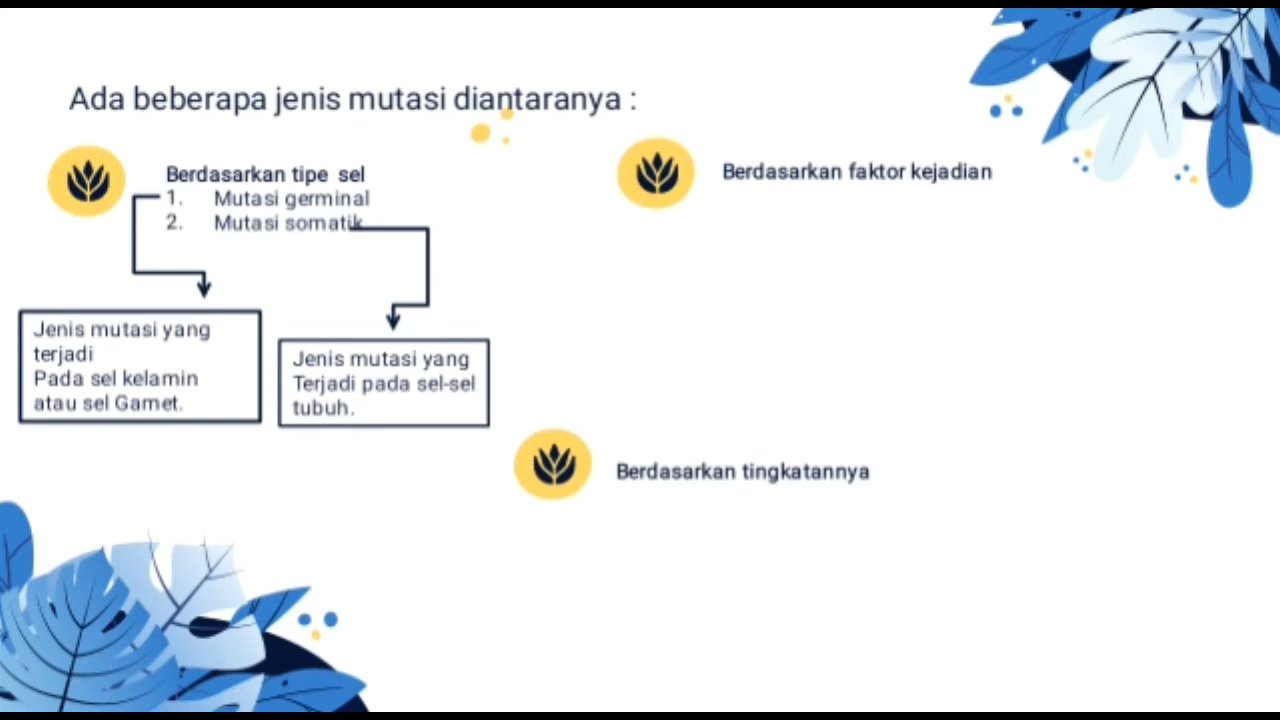 Ada beberapa jenis mutasi diantaranya :
Berdasarkan tipe sel
1. Mutasi germinal
2. Mutasi somatik
Jenis mutasi yang
terjadi
Pada sel kelamin
atau sel Gamet.
Jenis mutasi yang
Terjadi pada sel-sel
tubuh.
Berdasarkan faktor kejadian
Berdasarkan tingkatannya